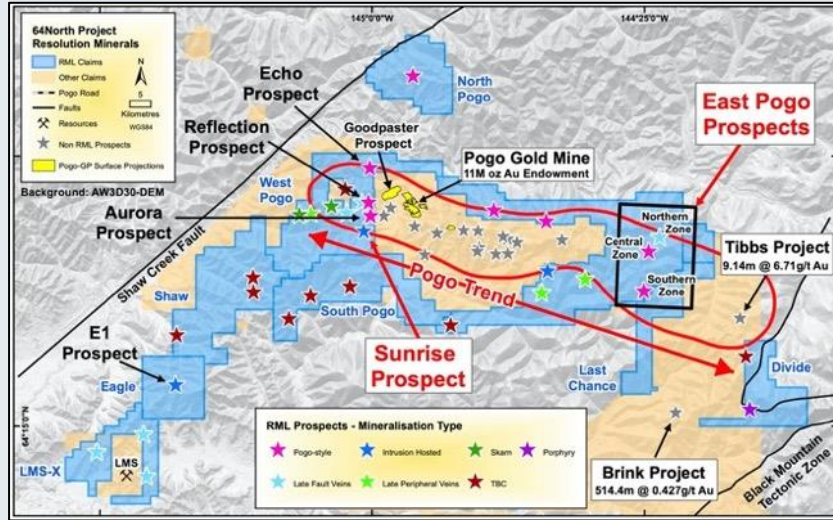 64North Project
Resolution Minerals
RML Claims
Other Claims
Pogo Road
Faults
Resources
Non RML Prospects
Pogo-GP Surface Projections
N
5
Kilometres
WGS84
Background: AW3D30-DEM
145°0'0"W
144°25'0"W
64°15'0"N
North
Pogo
Echo
Prospect
Reflection
Prospect
Goodpaster
Prospect
Pogo Gold Mine
11M oz Au Endowment
East Pogo
Prospects
West
Pogo
Aurora
Prospect
Northern
Zone
Central
Zone
Southern
Zone
Tibbs Project
9.14m @ 6.71g/t Au
Shaw Creek Fault
Shaw
Pogo Trend
South Pogo
E1
Prospect
Sunrise
Prospect
Eagle
Last
Chance
Divide
LMS-X
LMS
Brink Project
514.4m @ 0.427g/t Au
Black Mountain
Tectonic Zone
RML Prospects - Mineralisation Type
Pogo-style
Intrusion Hosted
Skarn
Porphyry
Late Fault Veins
Late Peripheral Veins
TBC